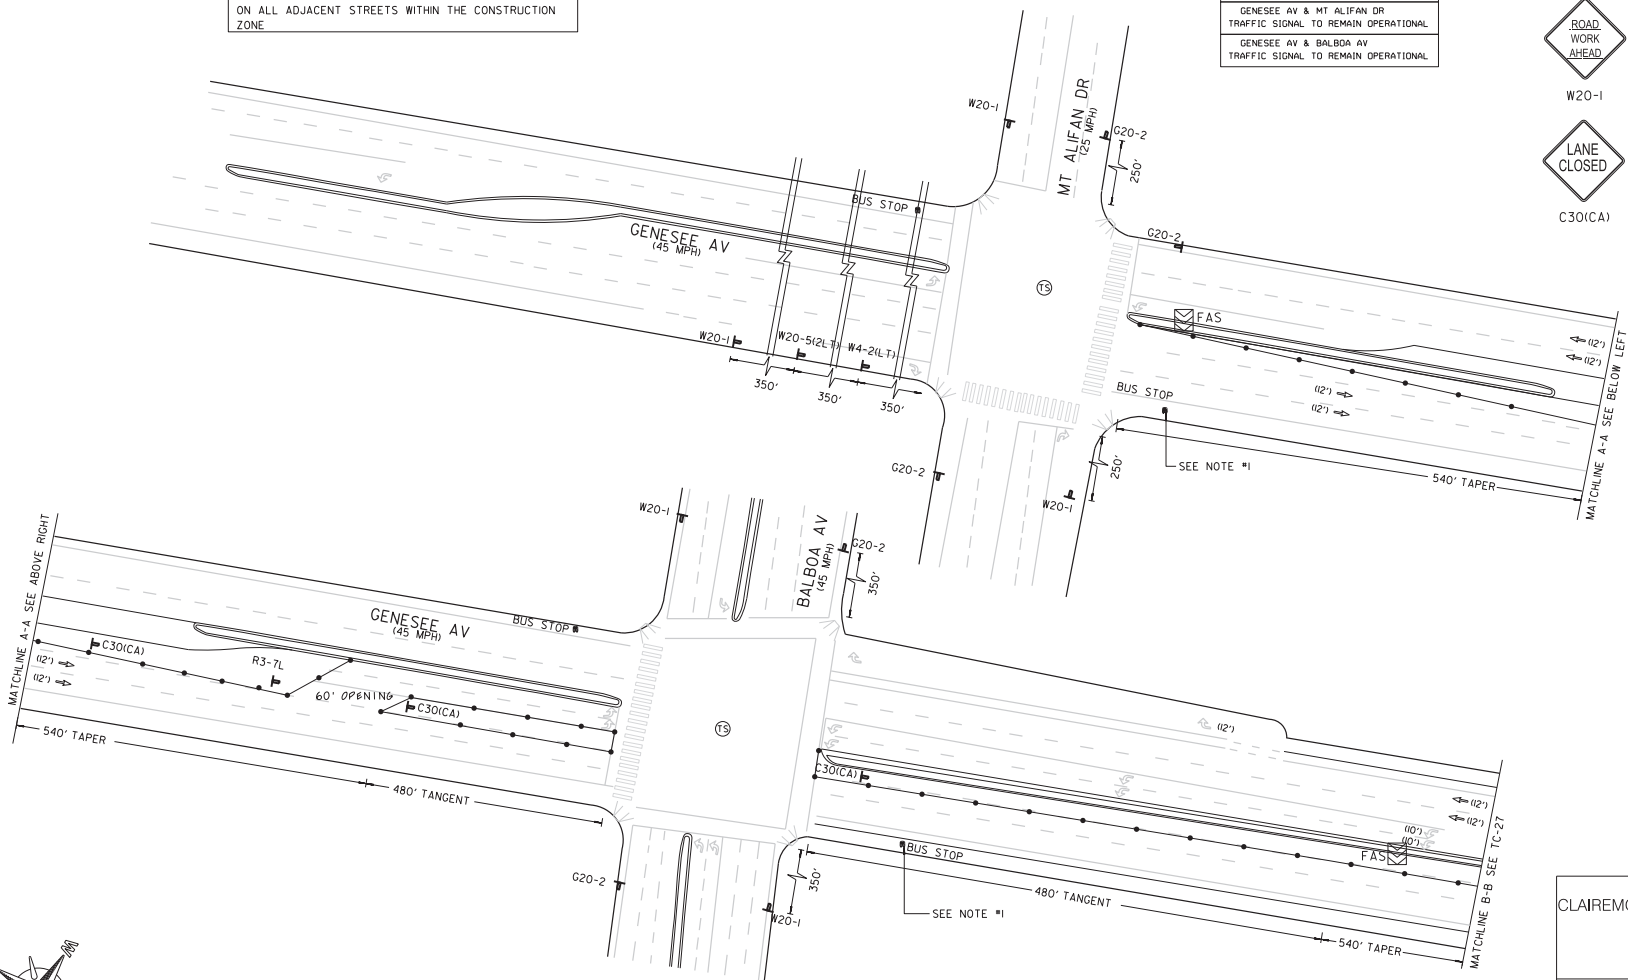 ON ALL ADJACENT STREETS WITHIN THE CONSTRUCTION
ZONE
GENESEE AV & MT ALIFAN DR
TRAFFIC SIGNAL TO REMAIN OPERATIONAL
GENESEE AV & BALBOA AV
TRAFFIC SIGNAL TO REMAIN OPERATIONAL
ROAD
WORK
AHEAD
W20-1
LANE
CLOSED
C30(CA)
W20-1
MT ALIFAN DR
(25 MPH)
G20-2
250'
BUS STOP
GENESEE AV
(45 MPH)
G20-2
TS
FAS
(12')
(12')
(12')
(12')
W20-1
W20-5(2LT)
W4-2(LT)
350'
350'
350'
BUS STOP
SEE NOTE #1
540' TAPER
MATCHLINE A-A SEE BELOW LEFT
G20-2
W20-1
250'
MATCHLINE A-A SEE ABOVE RIGHT
W20-1
BALBOA AV
(45 MPH)
G20-2
350'
GENESEE AV
(45 MPH)
BUS STOP
C30(CA)
(12')
(12')
R3-7L
60' OPENING
C30(CA)
540' TAPER
480' TANGENT
TS
(12')
C30(CA)
(12')
(12')
(10')
(10')
FAS
BUS STOP
SEE NOTE #1
480' TANGENT
540' TAPER
MATCHLINE B-B SEE TC-27
G20-2
W20-1
350'
CLAIREMO